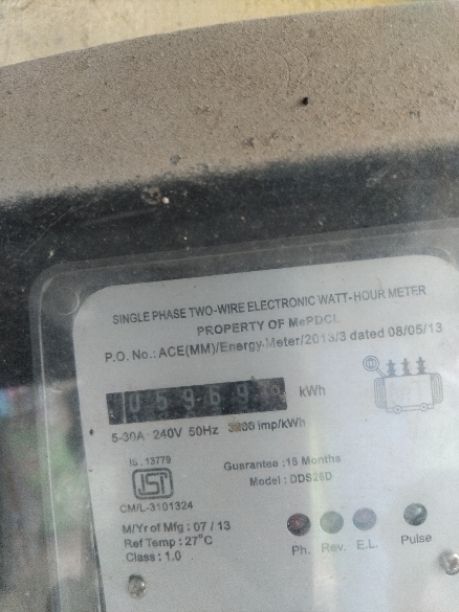 SINGLE PHASE TWO-WIRE ELECTRONIC WATT-HOUR METER
PROPERTY OF MePDCL
P.O. No.: ACE(MM)/Energy Meter/2013/3 dated 08/05/13
kWh
5-30A 240V 50Hz 3200 imp/kWh
IS : 13779
Guarantee : 18 Months
Model :
CM/L-3101324
M/Yr of Mfg : 07 / 13
Ref Temp : 27°C
Class : 1.0
Ph. Rev. E.L. Pulse